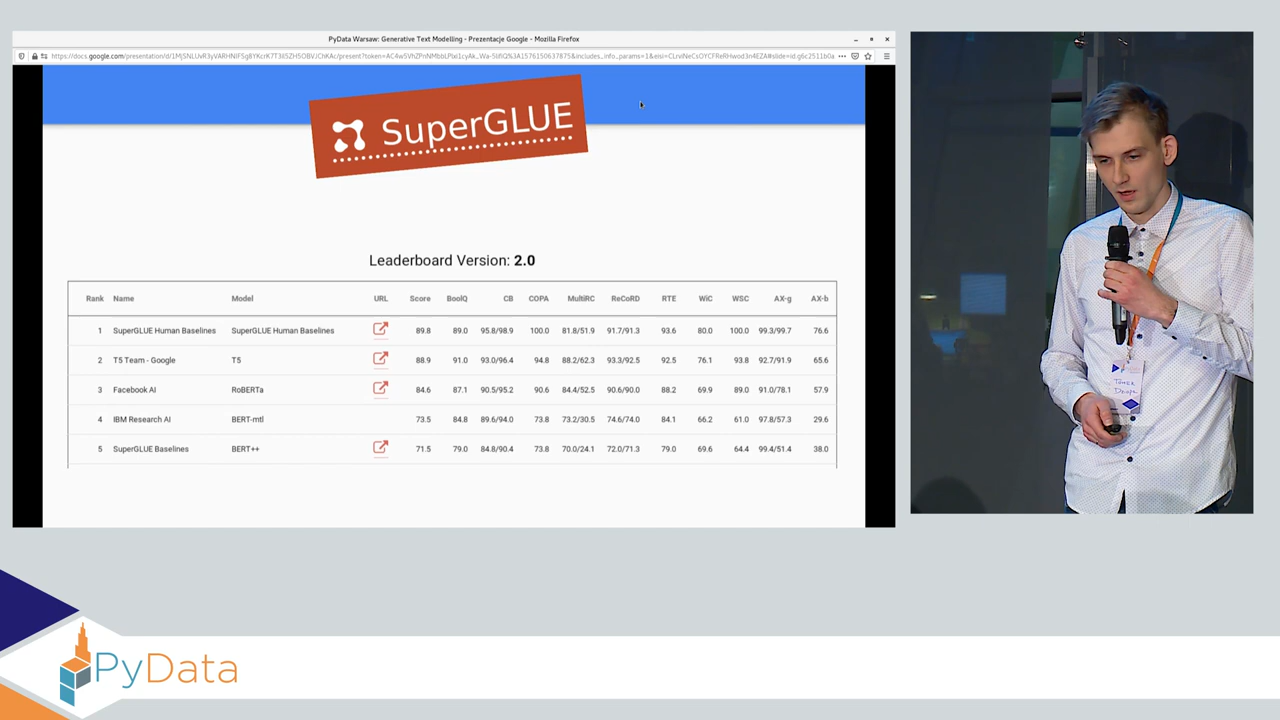 PyData Warsaw: Generative Text Modelling - Prezentacje Google - Mozilla Firefox
SuperGLUE
Leaderboard Version: 2.0
Rank Name Model URL Score BoolQ CB COPA MultiRC ReCoRD RTE WiC WSC AX-g AX-b
1 SuperGLUE Human Baselines SuperGLUE Human Baselines 89.8 89.0 95.8/98.9 100.0 81.8/51.9 91.7/91.3 93.6 80.0 100.0 99.3/99.7 76.6
2 T5 Team - Google T5 88.9 91.0 93.0/96.4 94.8 88.2/62.3 93.3/92.5 92.5 76.1 93.8 92.7/91.9 65.6
3 Facebook AI RoBERTa 84.6 87.1 90.5/95.2 90.6 84.4/52.5 90.6/90.0 88.2 69.9 89.0 91.0/78.1 57.9
4 IBM Research AI BERT-mtl 73.5 84.8 89.6/94.0 73.8 73.2/30.5 74.6/74.0 84.1 66.2 61.0 97.8/57.3 29.6
5 SuperGLUE Baselines BERT++ 71.5 79.0 84.8/90.4 73.8 70.0/24.1 72.0/71.3 79.0 69.6 64.4 99.4/51.4 38.0
PyData